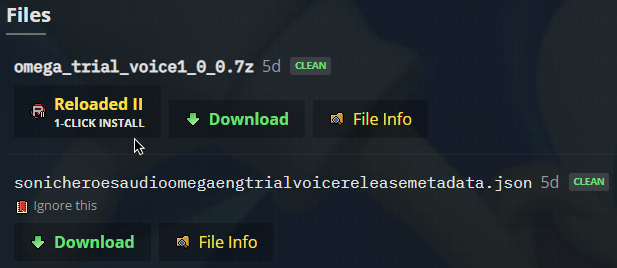 Files
omega_trial_voice1_0_0.7z 5d CLEAN
Reloaded II
1-CLICK INSTALL
Download
File Info
sonicheroesaudioomegaengtrialvoicereleasemetadata.json 5d CLEAN
Ignore this
Download
File Info